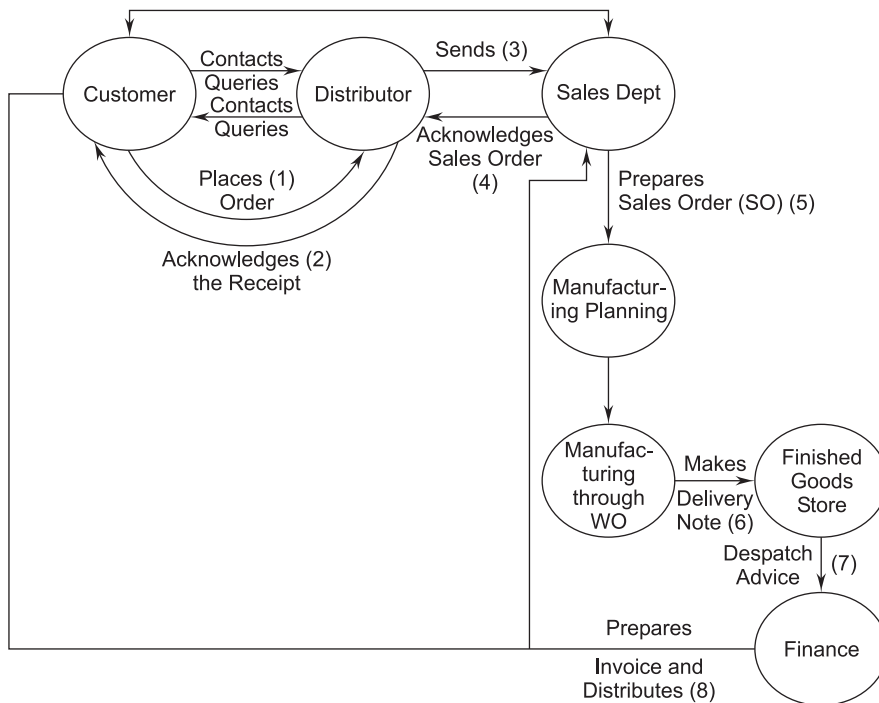 Contacts
Queries
Contacts
Queries
Customer
Distributor
Sends (3)
Sales Dept
Acknowledges
Sales Order
(4)
Places (1)
Order
Acknowledges (2)
the Receipt
Prepares
Sales Order (SO) (5)
Manufactur-
ing Planning
Manufac-
turing
through
WO
Makes
Delivery
Note (6)
Finished
Goods
Store
Despatch
Advice
(7)
Prepares
Invoice and
Distributes (8)
Finance